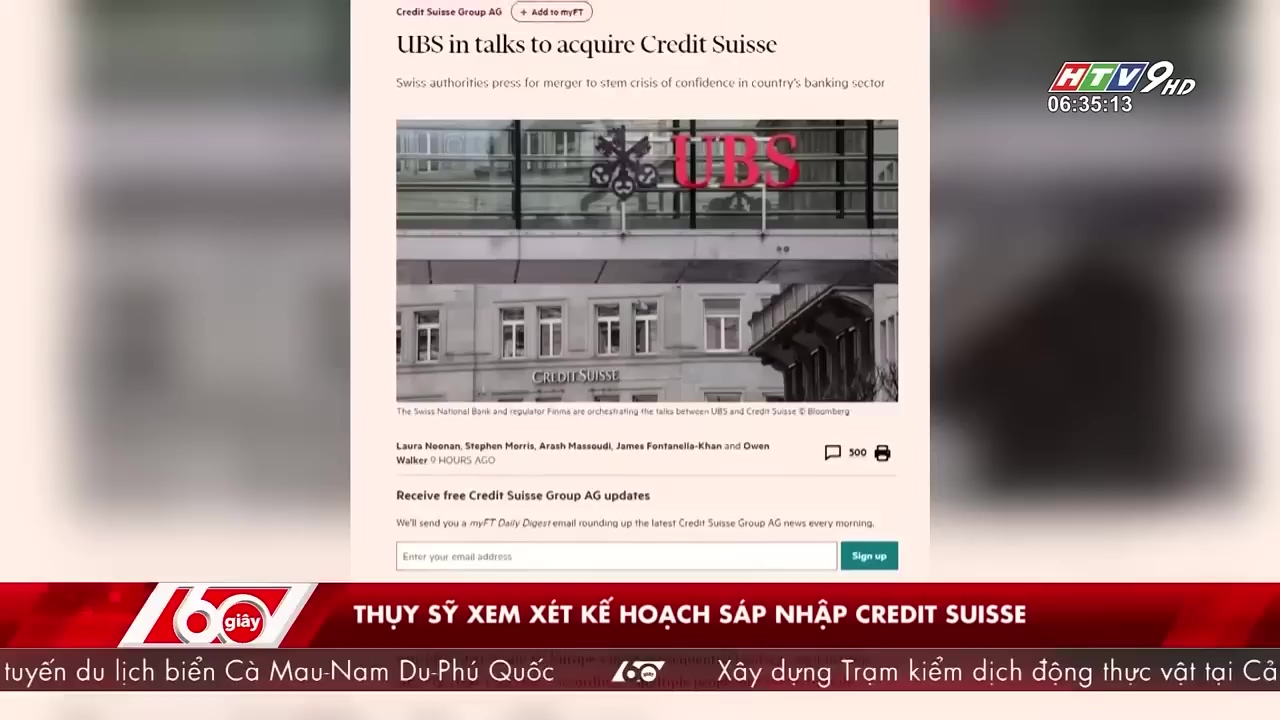 Credit Suisse Group AG + Add to myFT
UBS in talks to acquire Credit Suisse
Swiss authorities press for merger to stem crisis of confidence in country's banking sector
HTV9 HD
06:35:13
UBS
CREDIT SUISSE
The Swiss National Bank and regulator Finma are orchestrating the talks between UBS and Credit Suisse © Bloomberg
Laura Noonan, Stephen Morris, Arash Massoudi, James Fontanella-Khan and Owen
Walker 9 HOURS AGO
500
Receive free Credit Suisse Group AG updates
We'll send you a myFT Daily Digest email rounding up the latest Credit Suisse Group AG news every morning.
Enter your email address
Sign up
60 giây
THỤY SỸ XEM XÉT KẾ HOẠCH SÁP NHẬP CREDIT SUISSE
tuyến du lịch biển Cà Mau-Nam Du-Phú Quốc 60 giây Xây dựng Trạm kiểm dịch động thực vật tại Cả